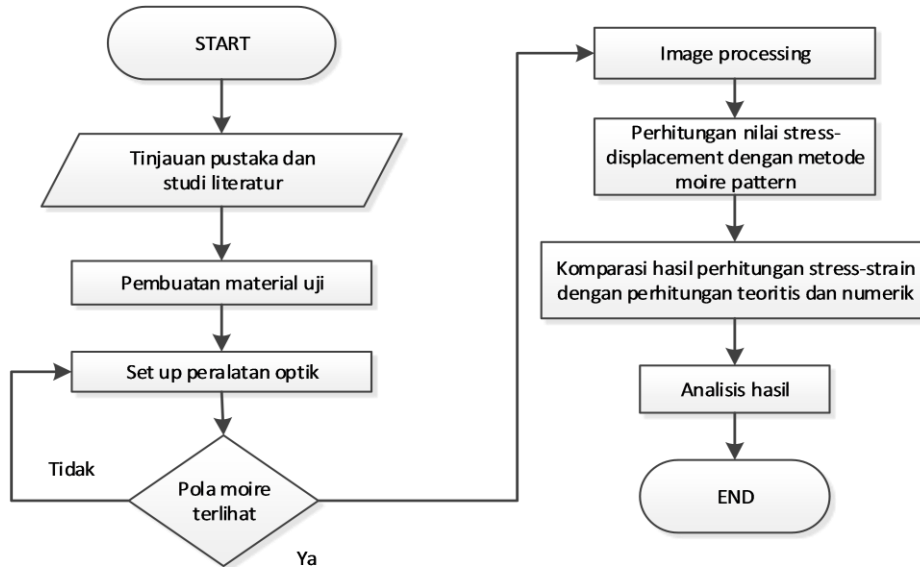 START
Tinjauan pustaka dan
studi literatur
Pembuatan material uji
Set up peralatan optik
Tidak
Pola moire
terlihat
Ya
Image processing
Perhitungan nilai stress-
displacement dengan metode
moire pattern
Komparasi hasil perhitungan stress-strain
dengan perhitungan teoritis dan numerik
Analisis hasil
END